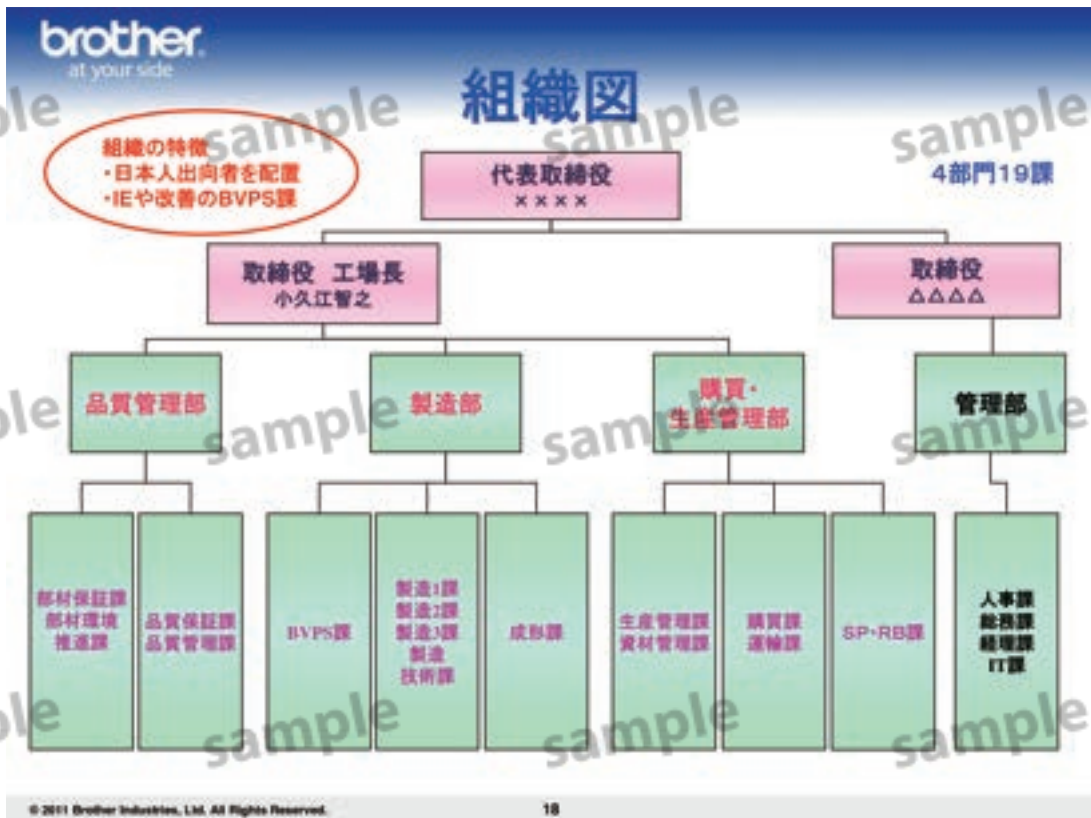 brother
at your side
組織図
組織の特徴
・日本人出向者を配置
・IEや改善のBVPS課
4部門19課
代表取締役
××××
取締役 工場長
小久江智之
取締役
△△△△
品質管理部
製造部
購買・
生産管理部
管理部
部材保証課
部材環境
推進課
品質保証課
品質管理課
BVPS課
製造1課
製造2課
製造3課
製造
技術課
成形課
生産管理課
資材管理課
購買課
運輸課
SP・RB課
人事課
総務課
経理課
IT課
sample
sample
sample
sample
sample
sample
sample
sample
sample
© 2011 Brother Industries, Ltd. All Rights Reserved.
18